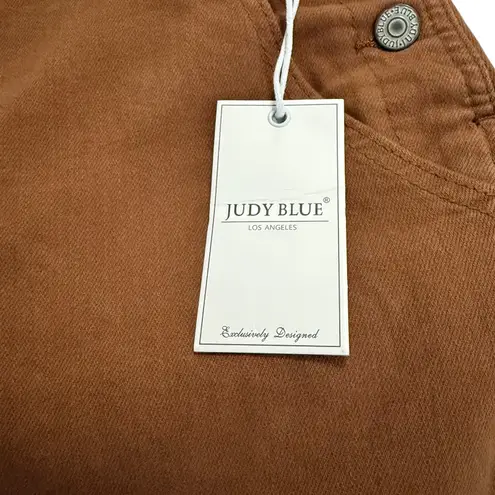 JUDY BLUE®
LOS ANGELES
Exclusively Designed